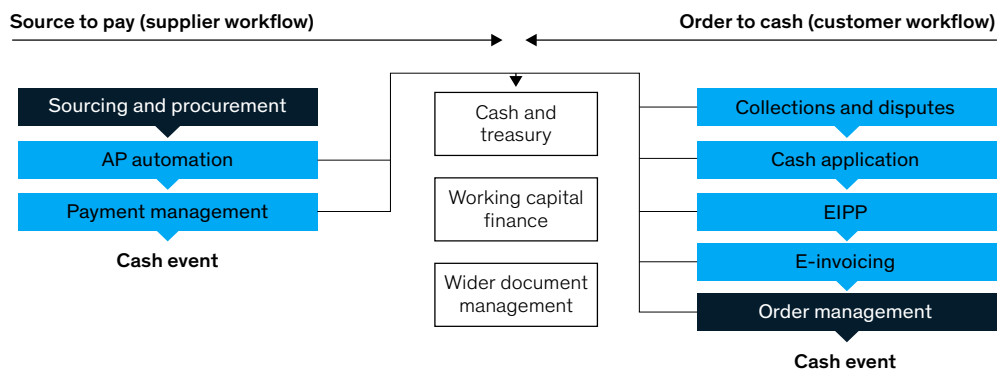 Source to pay (supplier workflow)
Order to cash (customer workflow)
Sourcing and procurement
AP automation
Payment management
Cash event
Cash and
treasury
Working capital
finance
Wider document
management
Collections and disputes
Cash application
EIPP
E-invoicing
Order management
Cash event